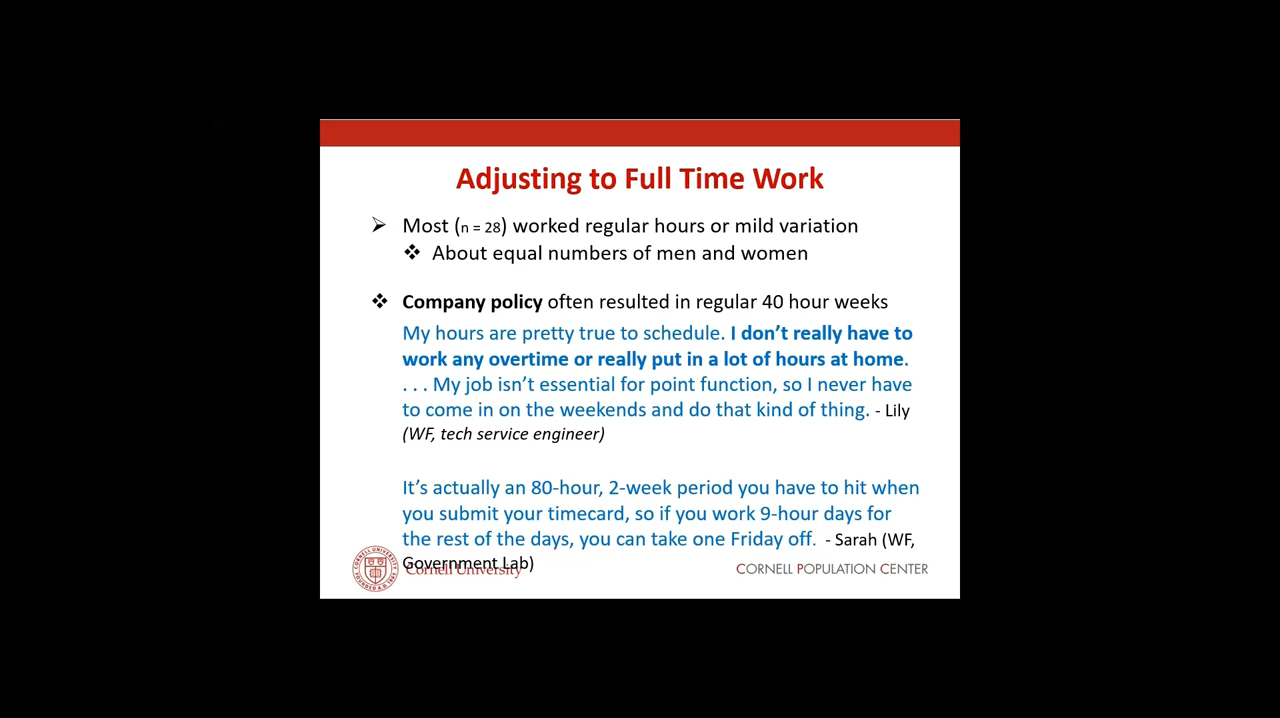 Adjusting to Full Time Work
➢ Most (n = 28) worked regular hours or mild variation
❖ About equal numbers of men and women
❖ Company policy often resulted in regular 40 hour weeks
My hours are pretty true to schedule. I don’t really have to
work any overtime or really put in a lot of hours at home.
. . . My job isn’t essential for point function, so I never have
to come in on the weekends and do that kind of thing. - Lily
(WF, tech service engineer)
It’s actually an 80-hour, 2-week period you have to hit when
you submit your timecard, so if you work 9-hour days for
the rest of the days, you can take one Friday off. - Sarah (WF,
Government Lab)
Cornell University
CORNELL POPULATION CENTER